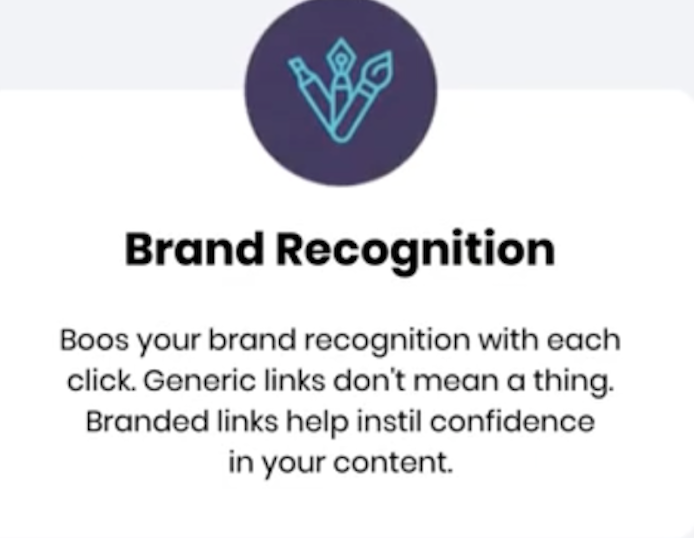 Brand Recognition
Boos your brand recognition with each
click. Generic links don't mean a thing.
Branded links help instil confidence
in your content.